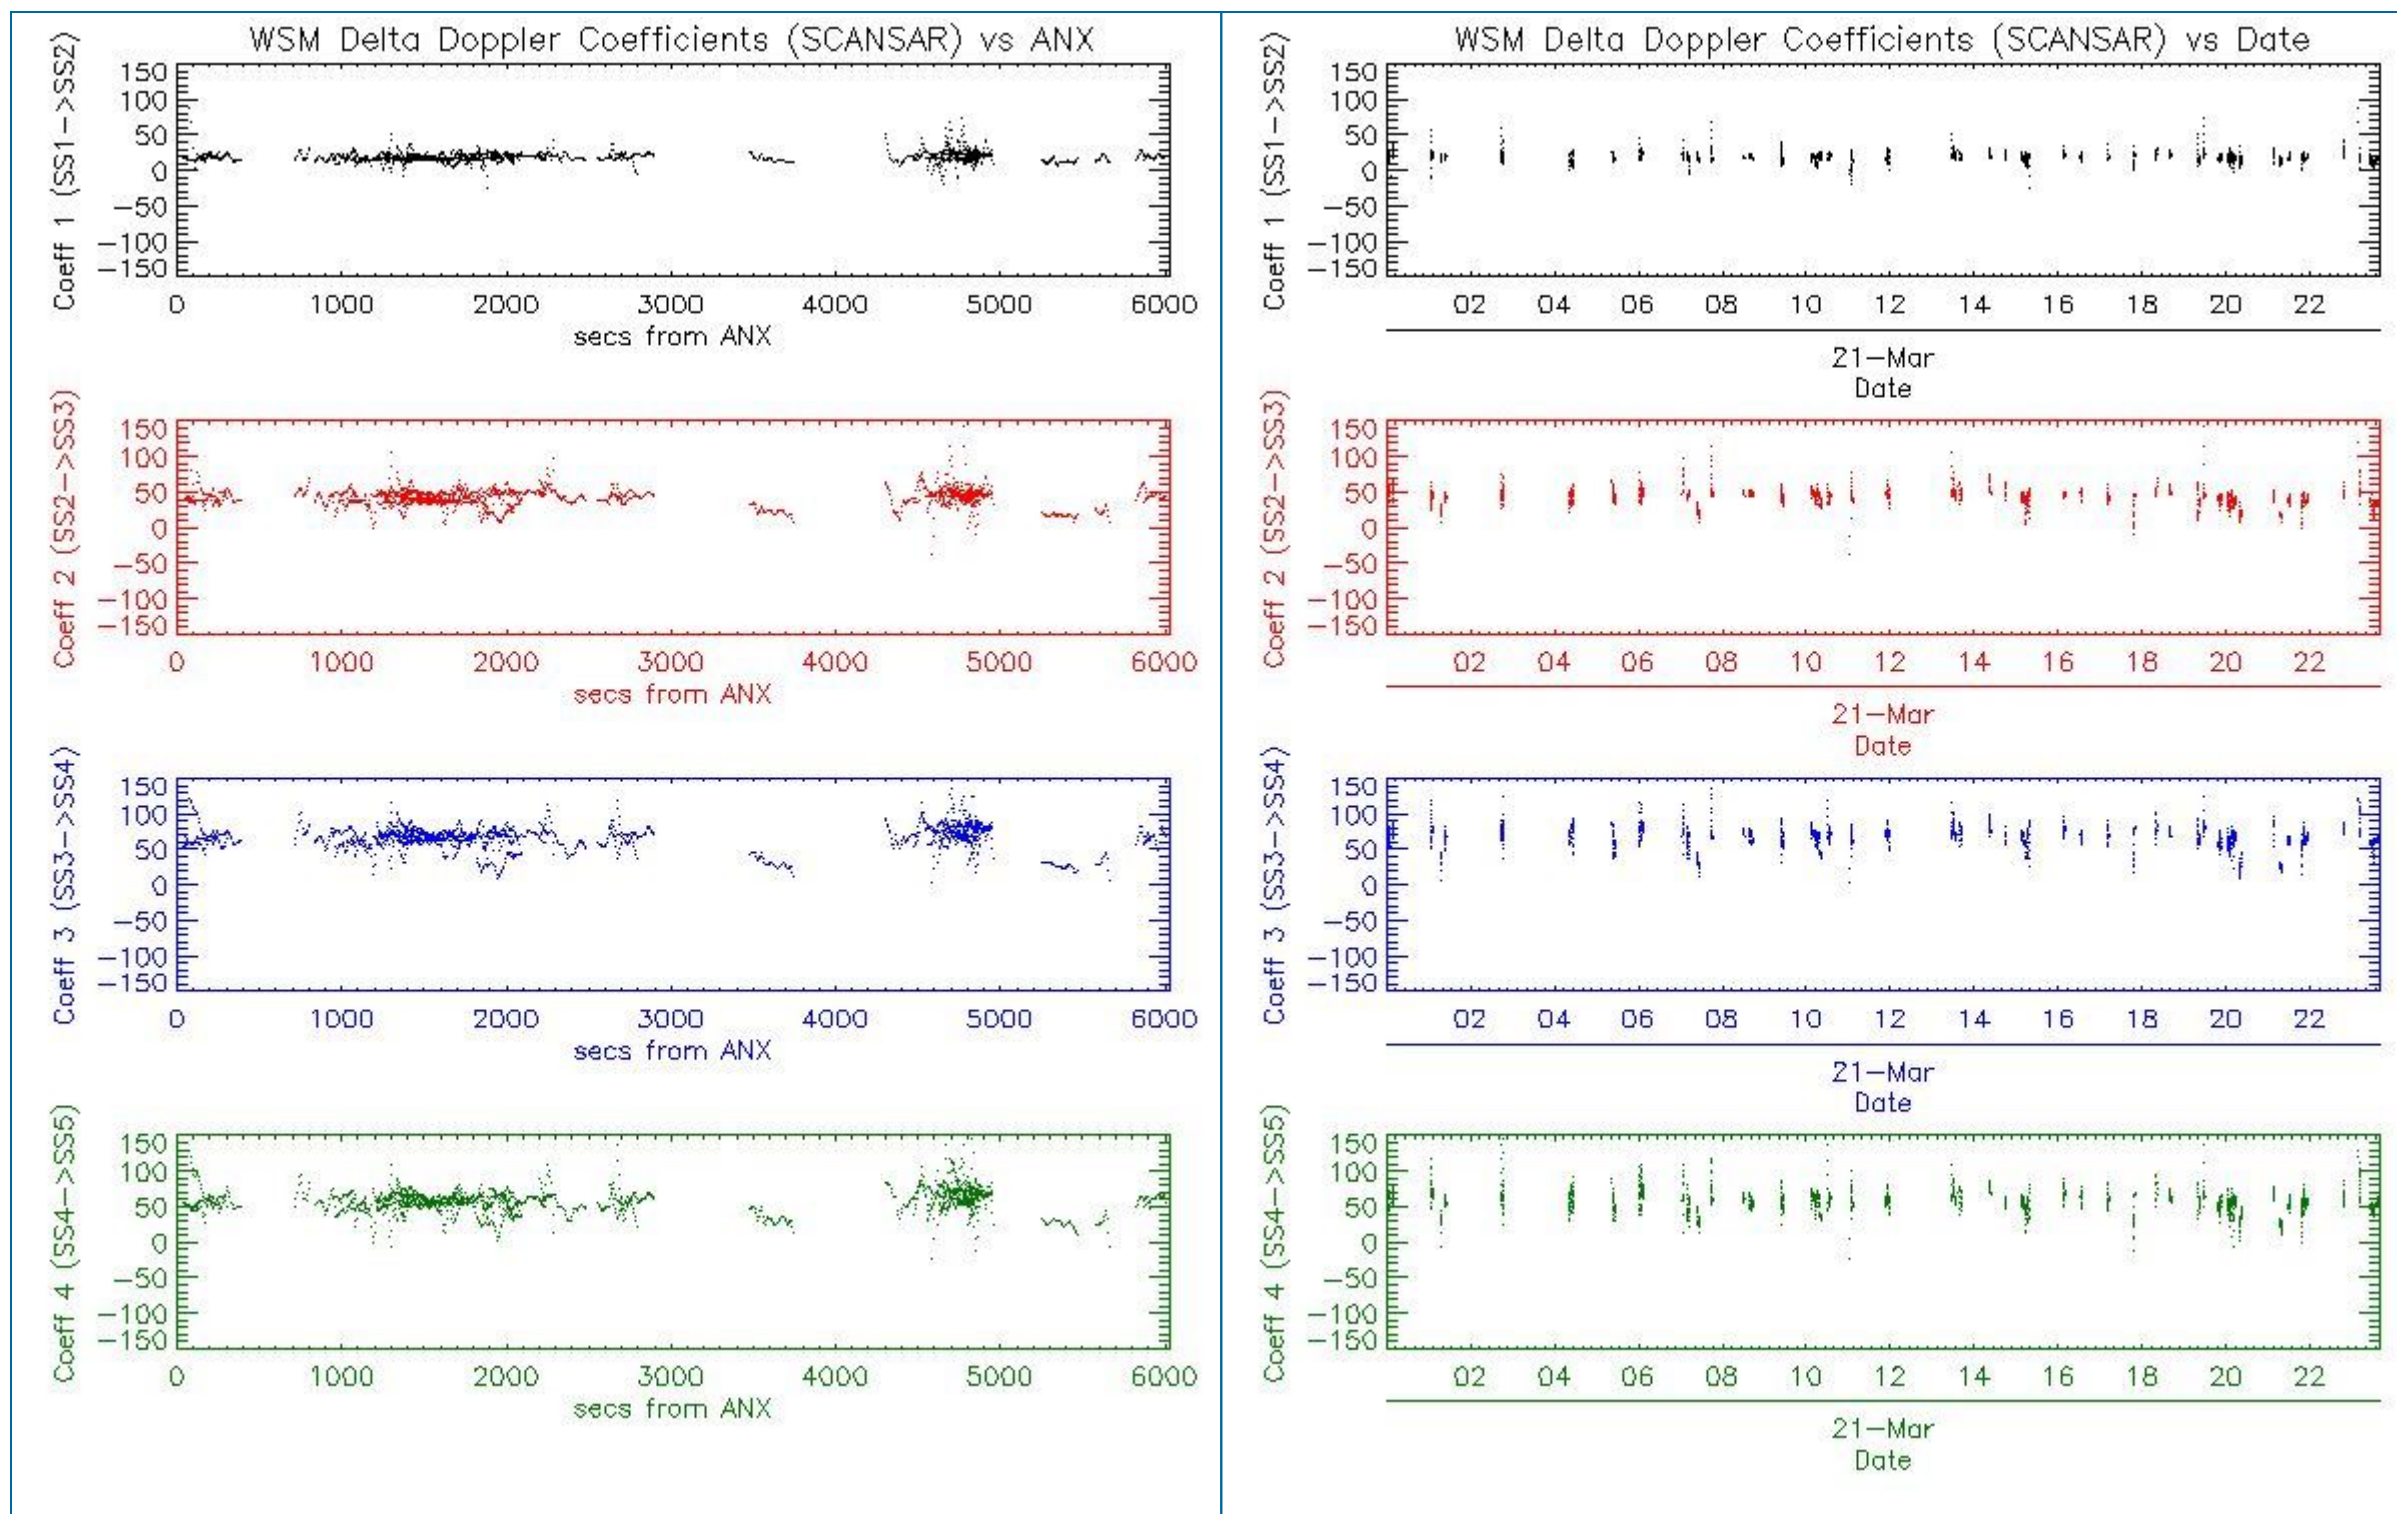 WSM Delta Doppler Coefficients (SCANSAR) vs ANX
Coeff 1 (SS1->SS2)
150
100
50
0
-50
-100
-150
0 1000 2000 3000 4000 5000 6000
secs from ANX
Coeff 2 (SS2->SS3)
150
100
50
0
-50
-100
-150
0 1000 2000 3000 4000 5000 6000
secs from ANX
Coeff 3 (SS3->SS4)
150
100
50
0
-50
-100
-150
0 1000 2000 3000 4000 5000 6000
secs from ANX
Coeff 4 (SS4->SS5)
150
100
50
0
-50
-100
-150
0 1000 2000 3000 4000 5000 6000
secs from ANX
WSM Delta Doppler Coefficients (SCANSAR) vs Date
Coeff 1 (SS1->SS2)
150
100
50
0
-50
-100
-150
02 04 06 08 10 12 14 16 18 20 22
21-Mar
Date
Coeff 2 (SS2->SS3)
150
100
50
0
-50
-100
-150
02 04 06 08 10 12 14 16 18 20 22
21-Mar
Date
Coeff 3 (SS3->SS4)
150
100
50
0
-50
-100
-150
02 04 06 08 10 12 14 16 18 20 22
21-Mar
Date
Coeff 4 (SS4->SS5)
150
100
50
0
-50
-100
-150
02 04 06 08 10 12 14 16 18 20 22
21-Mar
Date